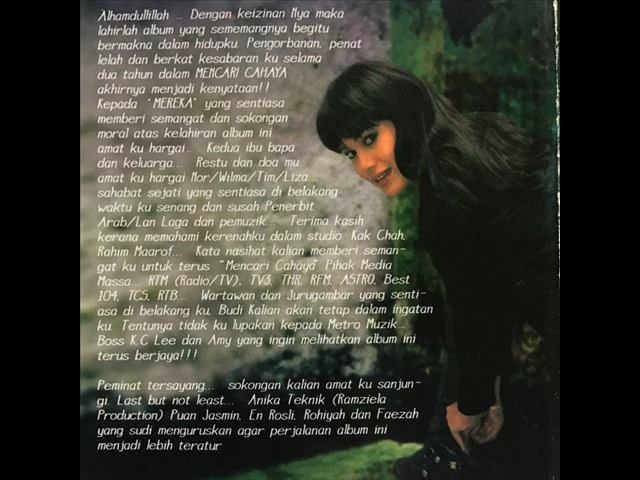 Alhamdullillah ... Dengan keizinan Nya maka
lahirlah album yang sememangnya begitu
bermakna dalam hidupku. Pengorbanan, penat
lelah dan berkat kesabaran ku selama
dua tahun dalam MENCARI CAHAYA
akhirnya menjadi kenyataan!!
Kepada "MEREKA" yang sentiasa
memberi semangat dan sokongan
moral atas kelahiran album ini
amat ku hargai... Kedua ibu bapa
dan keluarga... Restu dan doa mu
amat ku hargai Nor/Wilma/Tim/Liza...
sahabat sejati yang sentiasa di belakang
waktu ku senang dan susah Penerbit
Arab/Lan Laga dan pemuzik... Terima kasih
kerana memahami kerenahku dalam studio. Kak Chah,
Rahim Maarof... Kata nasihat kalian memberi seman-
gat ku untuk terus "Mencari Cahaya" Pihak Media
Massa... RTM (Radio/TV), TV3, THR, RFM, ASTRO, Best
104, TCS, RTB... Wartawan dan Jurugambar yang senti-
asa di belakang ku, Budi Kalian akan tetap dalam ingatan
ku Tentunya tidak ku lupakan kepada Metro Muzik...
Boss K.C Lee dan Amy yang ingin melihatkan album ini
terus berjaya!!!
Peminat tersayang... sokongan kalian amat ku sanjun-
gi. Last but not least... Anika Teknik (Ramziela
Production) Puan Jasmin, En Rosli, Rohiyah dan Faezah
yang sudi menguruskan agar perjalanan album ini
menjadi lebih teratur